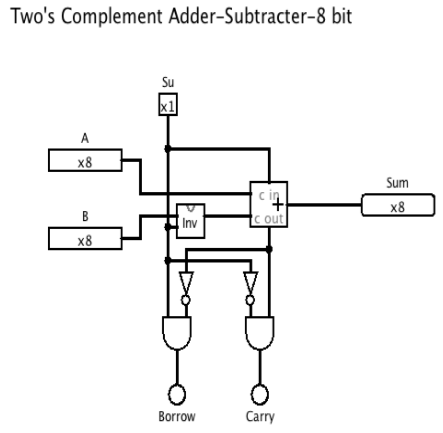 Two's Complement Adder-Subtracter-8 bit
Su
x1
A
x8
c in
Sum
+
x8
B
Inv
c out
x8
Borrow
Carry